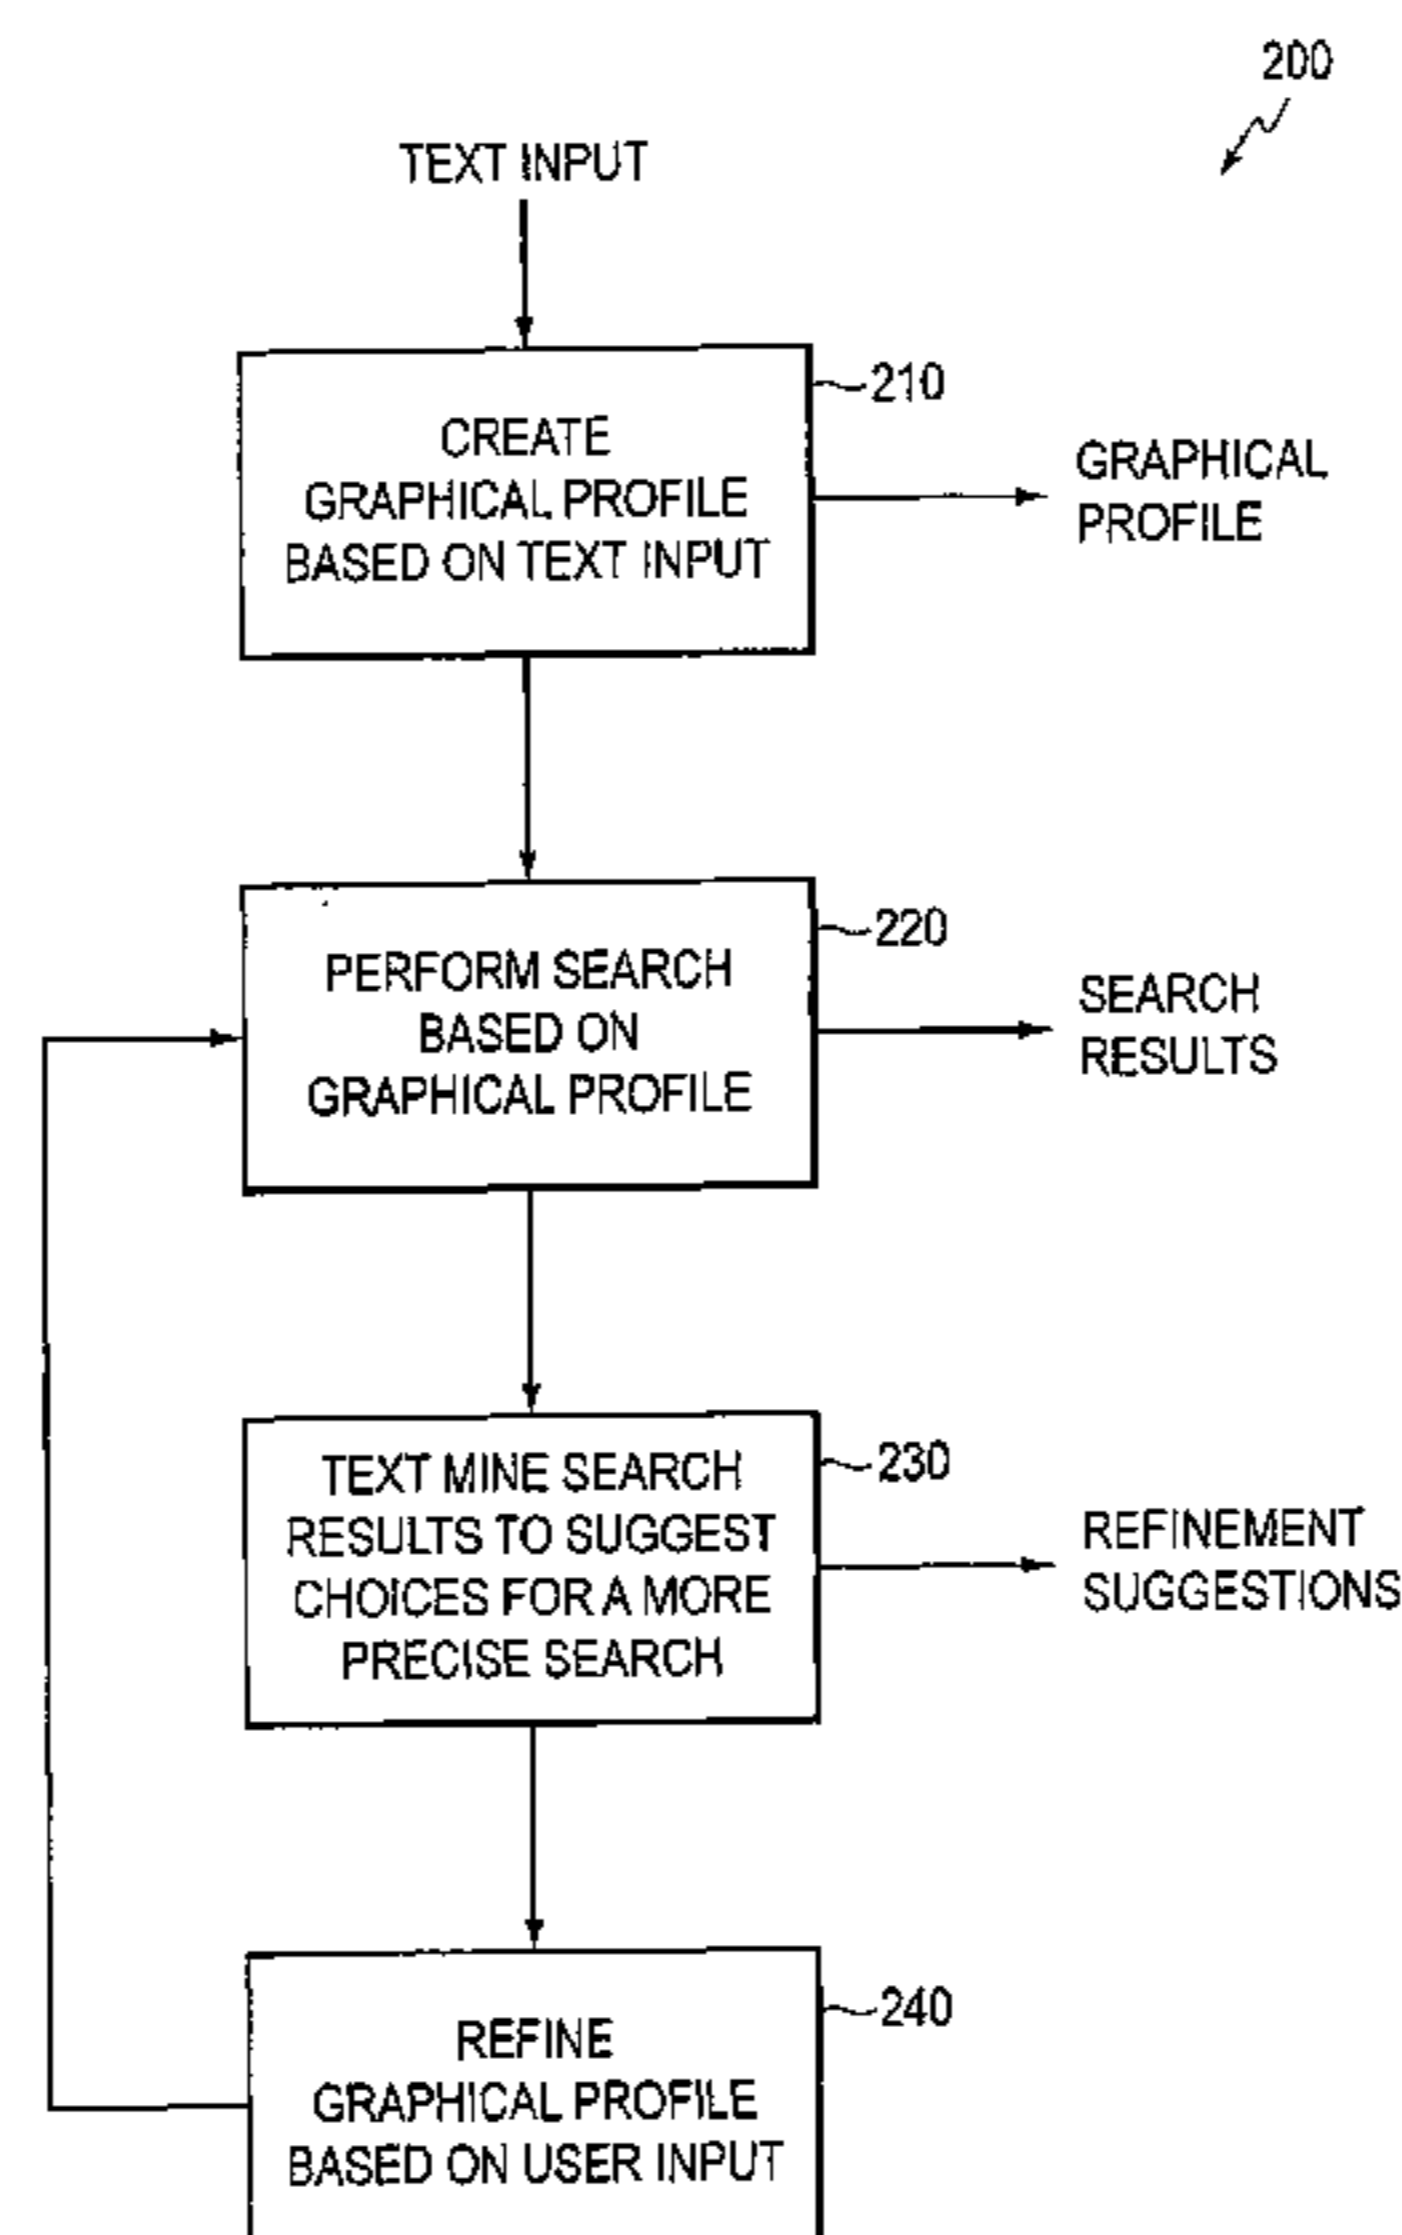 200
TEXT INPUT
CREATE
GRAPHICAL PROFILE
BASED ON TEXT INPUT
210
GRAPHICAL
PROFILE
PERFORM SEARCH
BASED ON
GRAPHICAL PROFILE
220
SEARCH
RESULTS
TEXT MINE SEARCH
RESULTS TO SUGGEST
CHOICES FOR A MORE
PRECISE SEARCH
230
REFINEMENT
SUGGESTIONS
REFINE
GRAPHICAL PROFILE
BASED ON USER INPUT
240